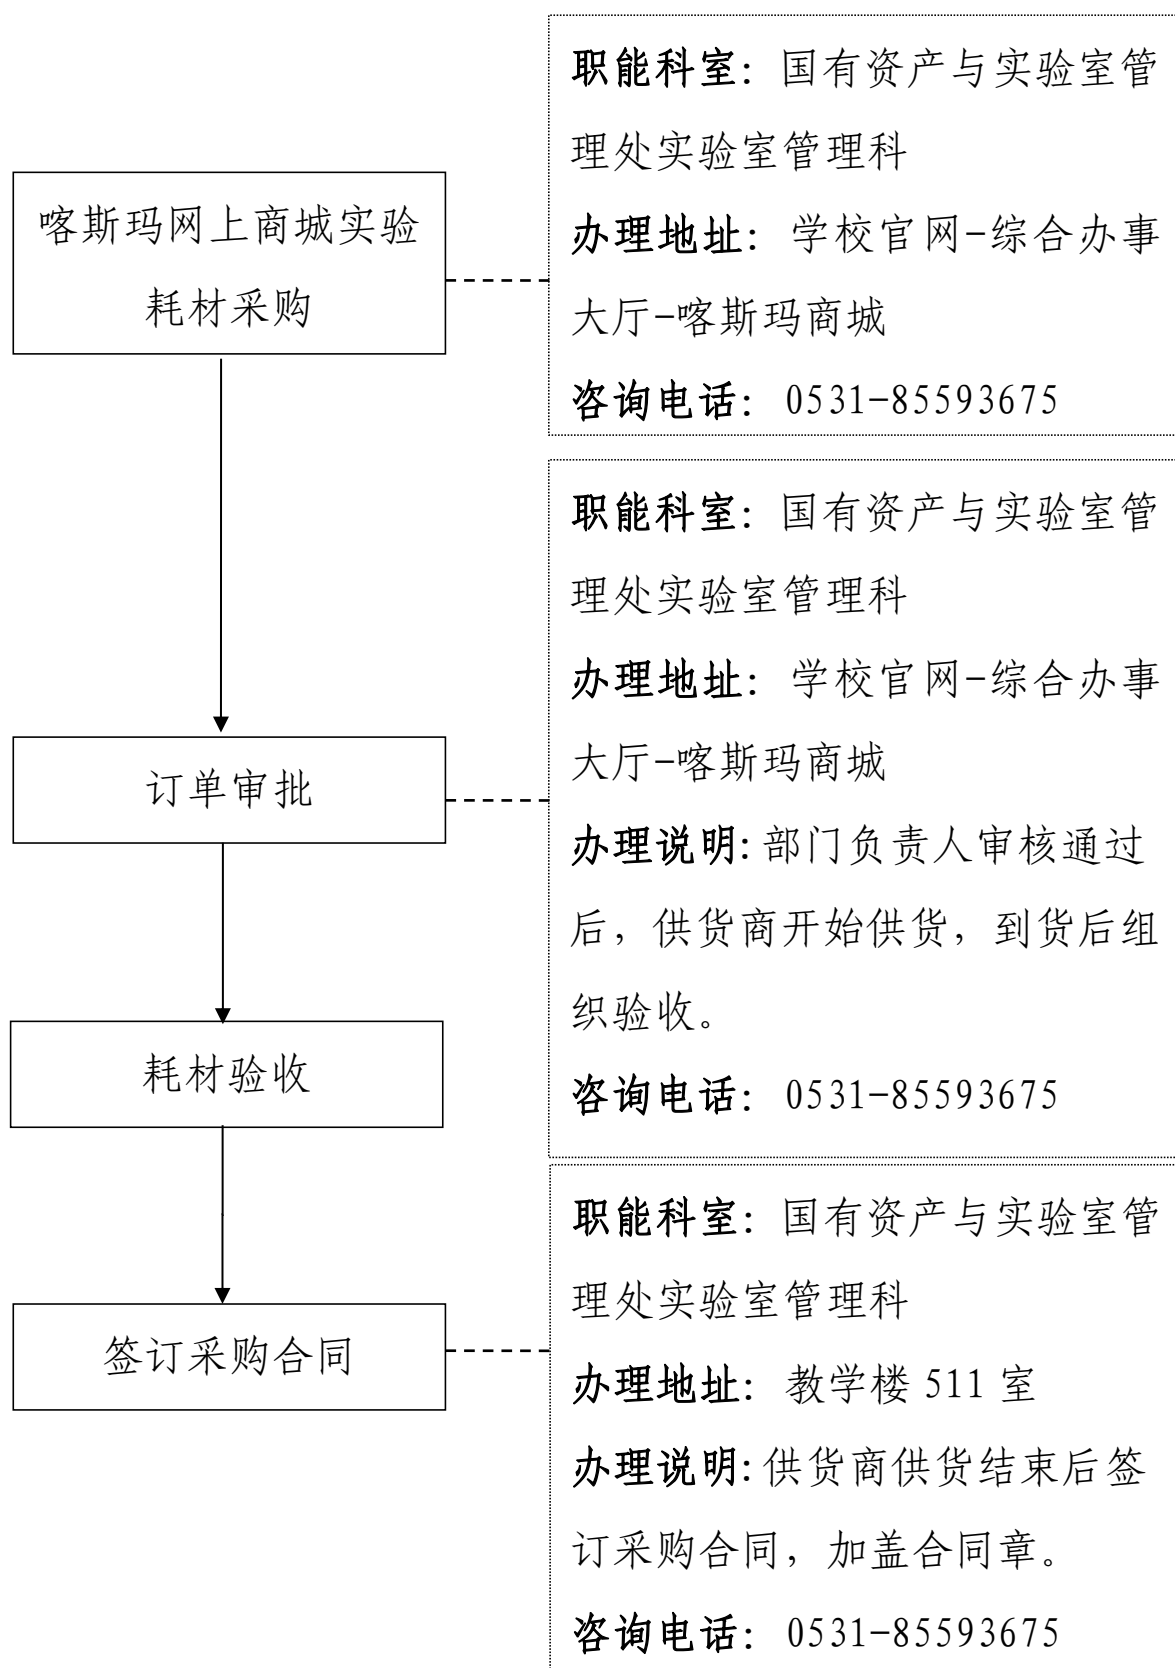 职能科室：国有资产与实验室管
理处实验室管理科
办理地址：学校官网-综合办事
大厅-喀斯玛商城
咨询电话：0531-85593675
喀斯玛网上商城实验
耗材采购
职能科室：国有资产与实验室管
理处实验室管理科
办理地址：学校官网-综合办事
大厅-喀斯玛商城
办理说明:部门负责人审核通过
后，供货商开始供货，到货后组
织验收。
咨询电话：0531-85593675
订单审批
耗材验收
职能科室：国有资产与实验室管
理处实验室管理科
办理地址：教学楼 511 室
办理说明:供货商供货结束后签
订采购合同，加盖合同章。
咨询电话：0531-85593675
签订采购合同